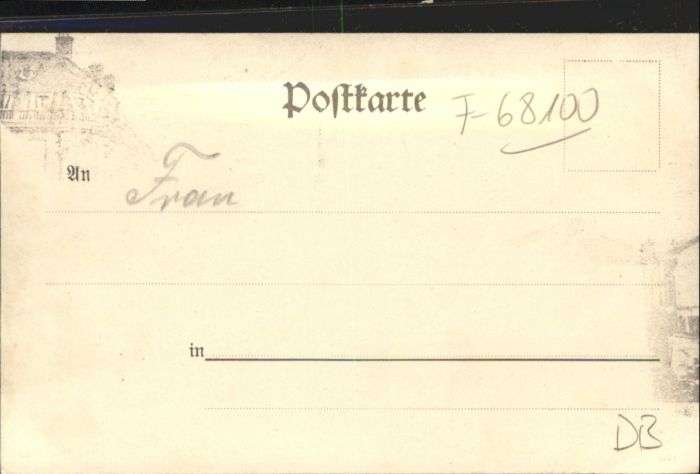 Postkarte
F-68100
An Frau
in
DB